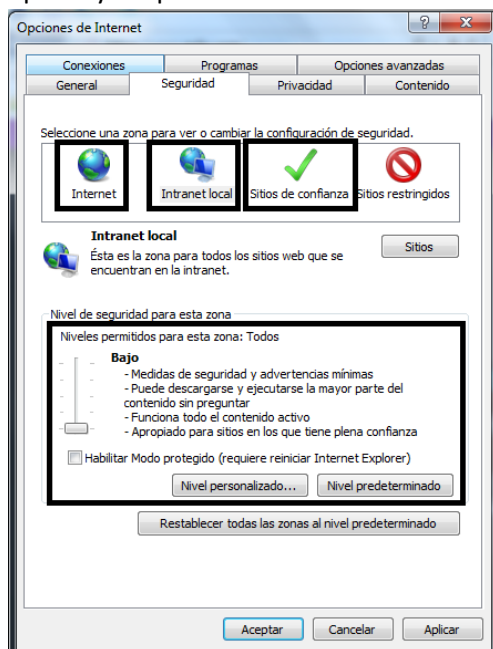 Opciones de Internet
Conexiones Programas Opciones avanzadas
General Seguridad Privacidad Contenido
Seleccione una zona para ver o cambiar la configuración de seguridad.
Internet Intranet local Sitios de confianza Sitios restringidos
Intranet local
Ésta es la zona para todos los sitios web que se
encuentran en la intranet.
Sitios
Nivel de seguridad para esta zona
Niveles permitidos para esta zona: Todos
Bajo
- Medidas de seguridad y advertencias mínimas
- Puede descargarse y ejecutarse la mayor parte del
contenido sin preguntar
- Funciona todo el contenido activo
- Apropiado para sitios en los que tiene plena confianza
Habilitar Modo protegido (requiere reiniciar Internet Explorer)
Nivel personalizado... Nivel predeterminado
Restablecer todas las zonas al nivel predeterminado
Aceptar Cancelar Aplicar